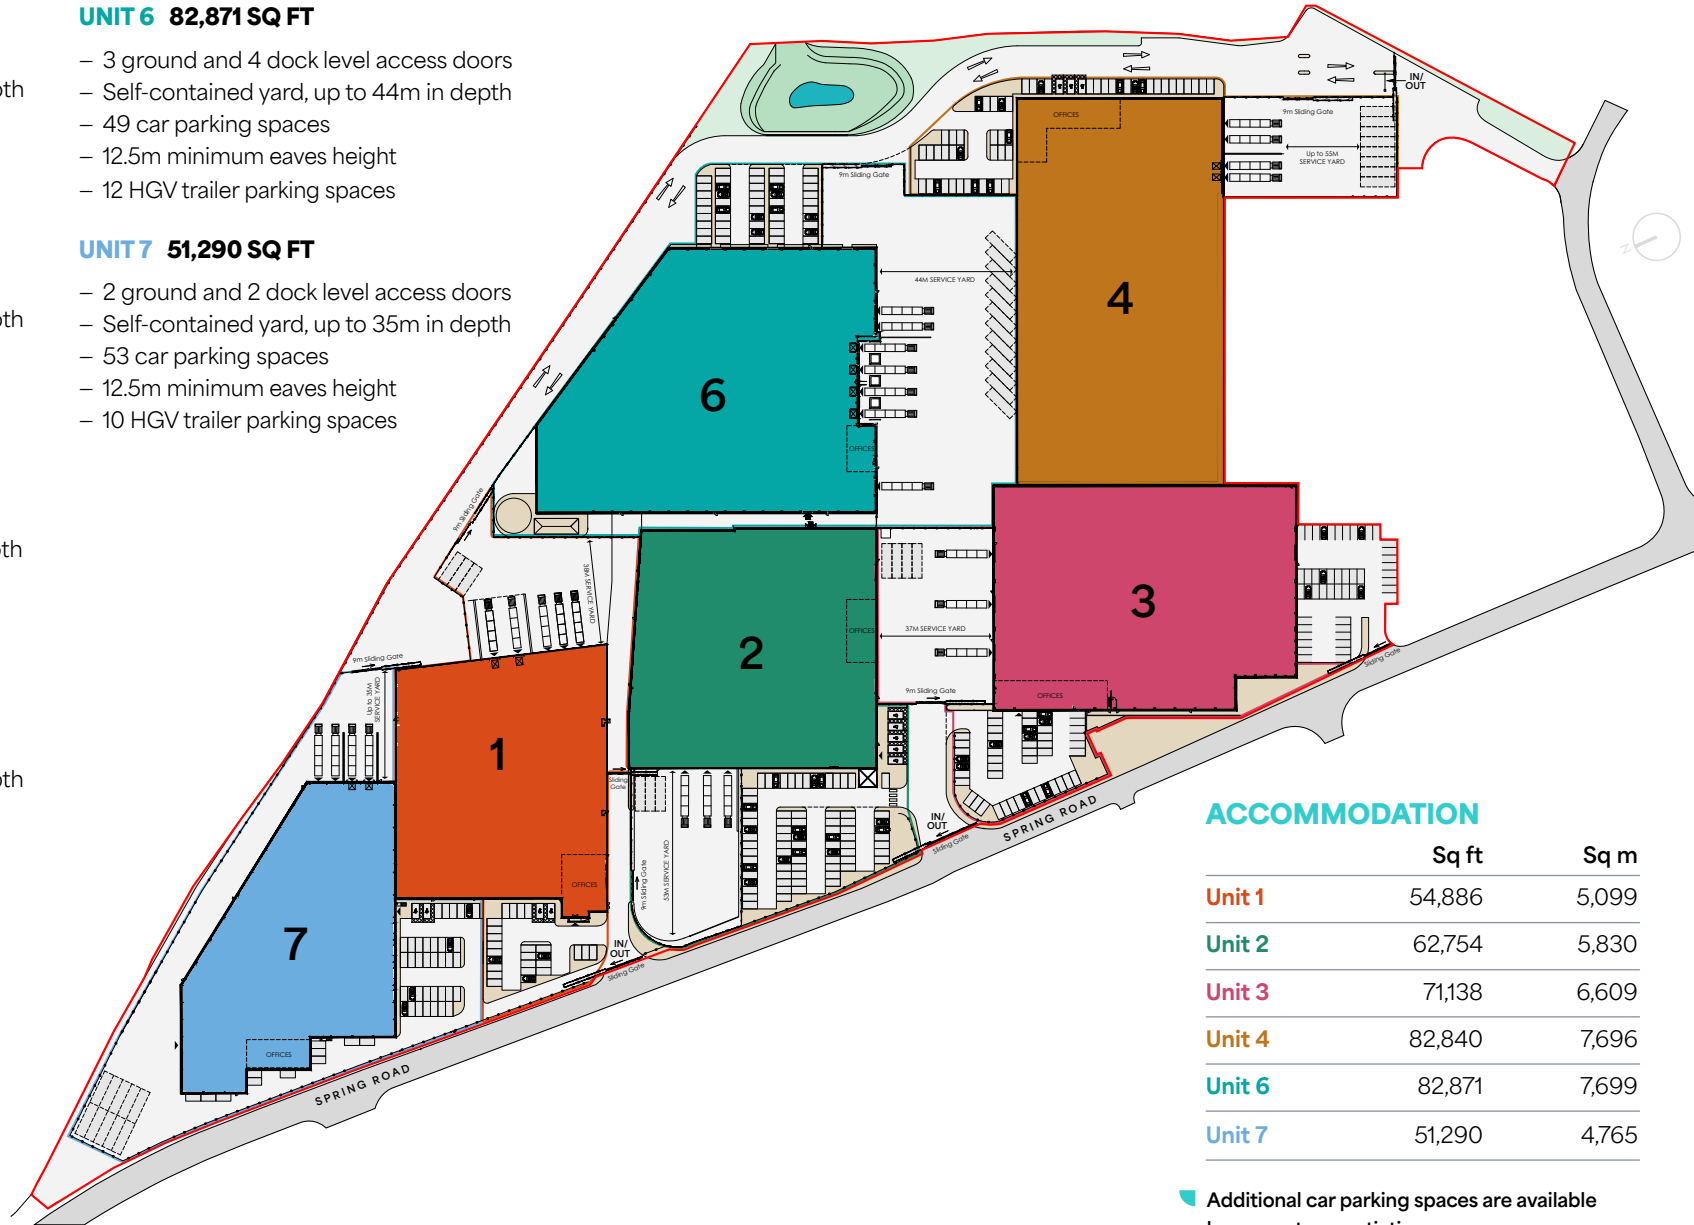 UNIT 6 82,871 SQ FT
– 3 ground and 4 dock level access doors
– Self-contained yard, up to 44m in depth
– 49 car parking spaces
– 12.5m minimum eaves height
– 12 HGV trailer parking spaces
UNIT 7 51,290 SQ FT
– 2 ground and 2 dock level access doors
– Self-contained yard, up to 35m in depth
– 53 car parking spaces
– 12.5m minimum eaves height
– 10 HGV trailer parking spaces
pth
pth
pth
pth
IN/
OUT
OFFICES
9m Sliding Gate
Up to 55M
SERVICE YARD
9m Sliding Gate
N
44M SERVICE YARD
4
6
OFFICES
9m Sliding Gate
38M SERVICE YARD
3
2
OFFICES
37M SERVICE YARD
9m Sliding Gate
Up to 35M
SERVICE YARD
9m Sliding Gate
OFFICES
Sliding Gate
1
Sliding
Gate
OFFICES
9m Sliding Gate
53M SERVICE YARD
IN/
OUT
Sliding Gate
SPRING ROAD
7
IN/
OUT
Sliding Gate
OFFICES
SPRING ROAD
ACCOMMODATION
Sq ft Sq m
Unit 1 54,886 5,099
Unit 2 62,754 5,830
Unit 3 71,138 6,609
Unit 4 82,840 7,696
Unit 6 82,871 7,699
Unit 7 51,290 4,765
Additional car parking spaces are available